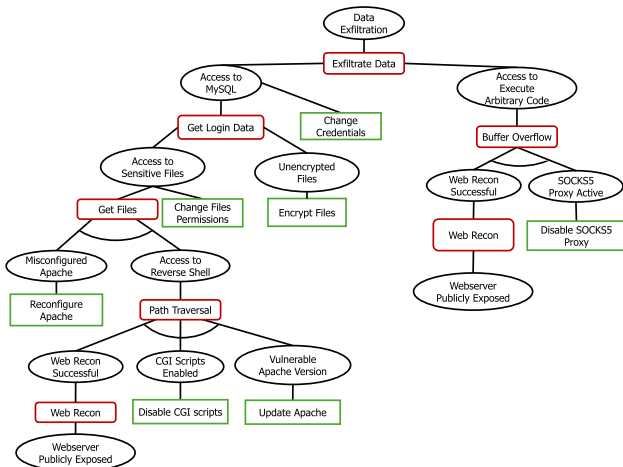 Data
Exfiltration
Exfiltrate Data
Access to
MySQL
Access to
Execute
Arbitrary Code
Change
Credentials
Get Login Data
Buffer Overflow
Access to
Sensitive Files
Unencrypted
Files
Web Recon
Successful
SOCKS5
Proxy Active
Get Files
Change Files
Permissions
Encrypt Files
Web Recon
Disable SOCKS5
Proxy
Misconfigured
Apache
Access to
Reverse Shell
Webserver
Publicly Exposed
Reconfigure
Apache
Path Traversal
Web Recon
Successful
CGI Scripts
Enabled
Vulnerable
Apache Version
Web Recon
Disable CGI scripts
Update Apache
Webserver
Publicly Exposed